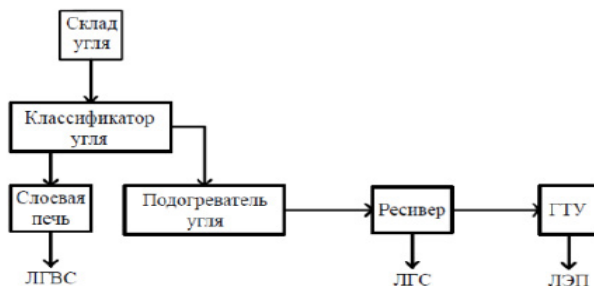 Склад
угля
Классификатор
угля
Слоевая
печь
Подогреватель
угля
Ресивер
ГТУ
ЛГВС
ЛГС
ЛЭП